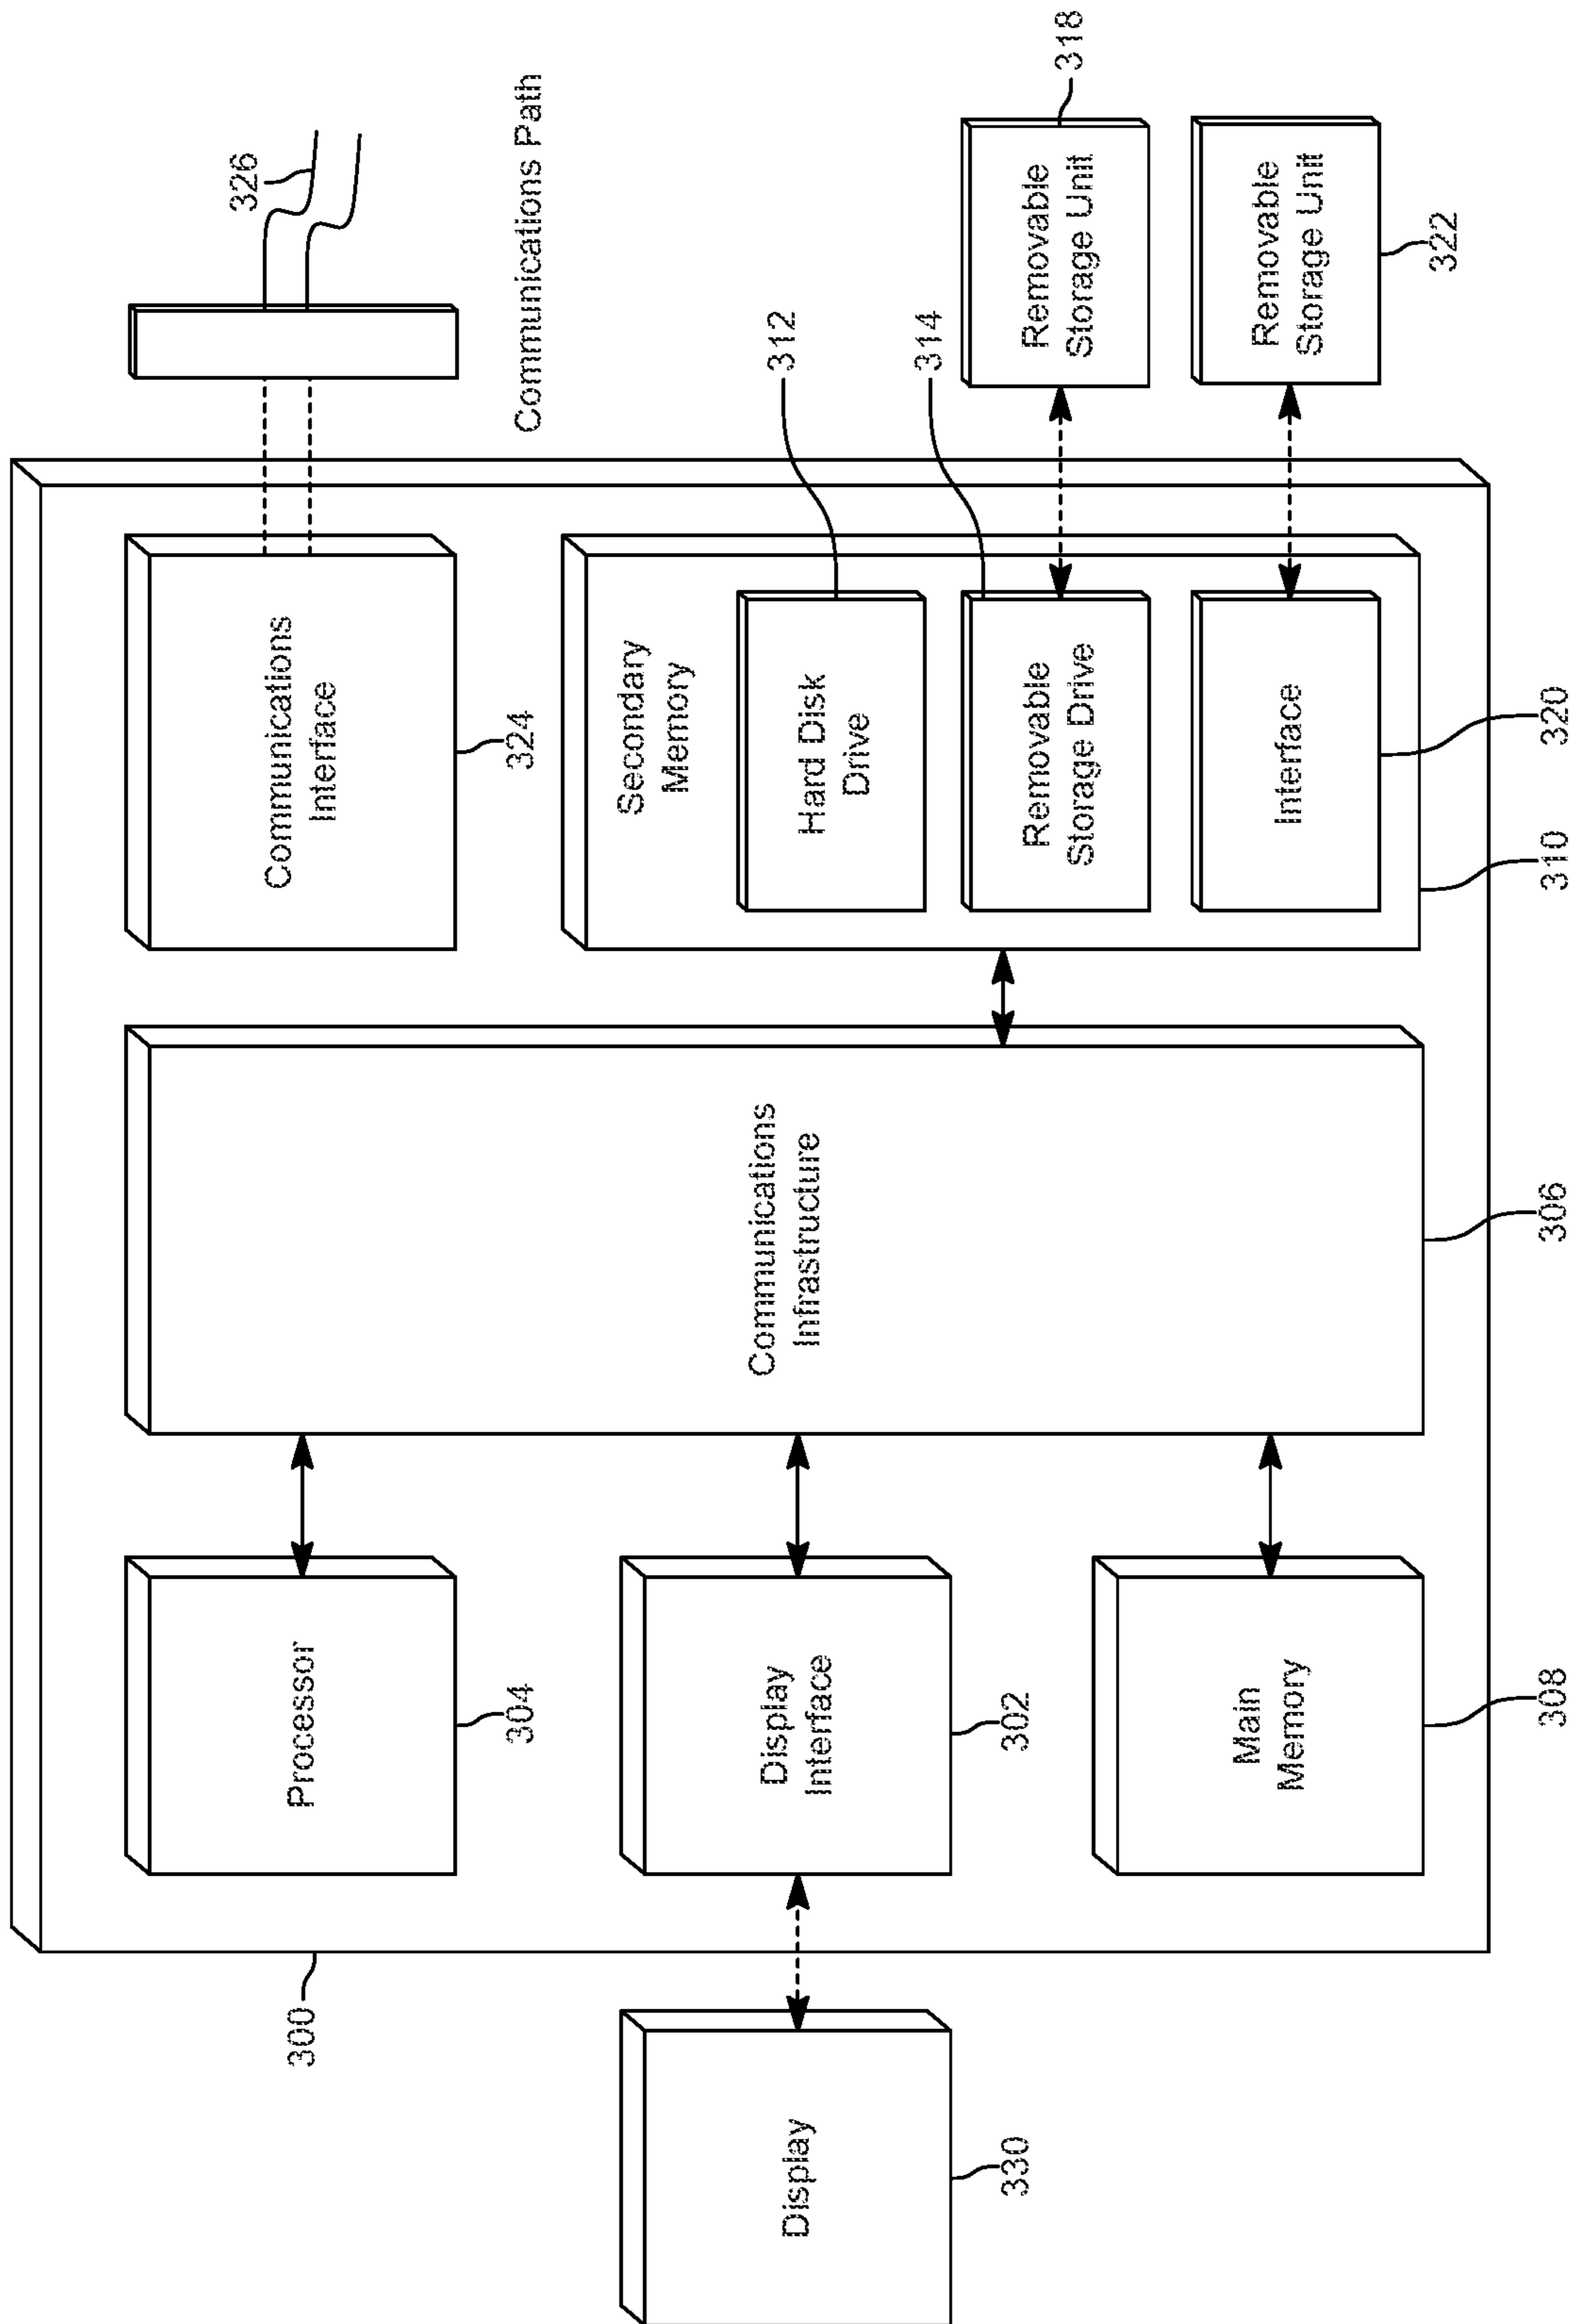 326
300
Processor
304
Communications
Interface
324
Communications Path
Display
330
Display
Interface
302
Communications
Infrastructure
306
Main
Memory
308
Secondary
Memory
310
Hard Disk
Drive
312
Removable
Storage Drive
314
Removable
Storage Unit
318
Interface
320
Removable
Storage Unit
322